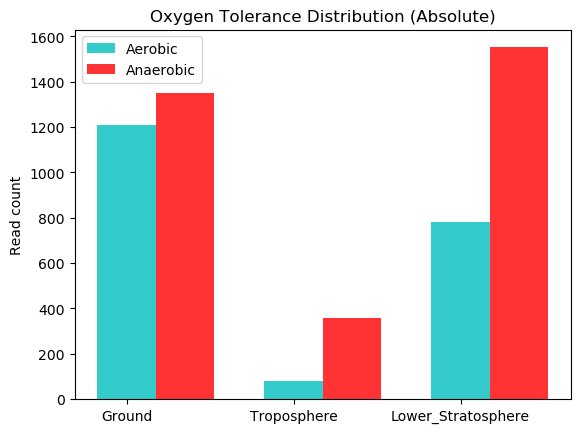 Oxygen Tolerance Distribution (Absolute)
Aerobic
Anaerobic
Read count
1600
1400
1200
1000
800
600
400
200
0
Ground
Troposphere
Lower_Stratosphere